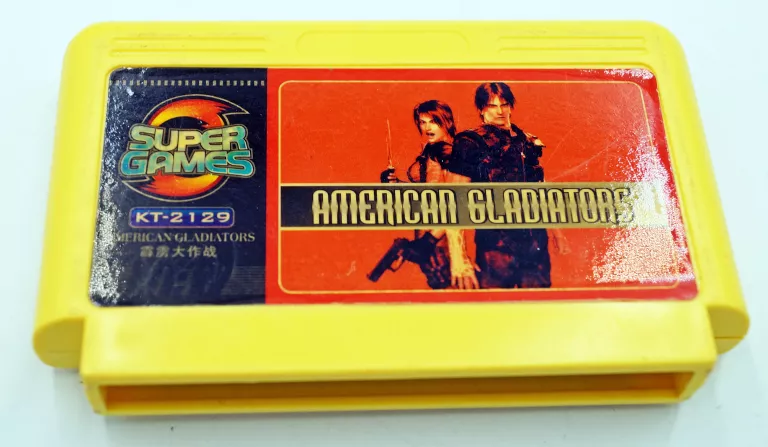 SUPER
GAMES
KT-2129
AMERICAN GLADIATORS
霹雳大作战
AMERICAN GLADIATORS